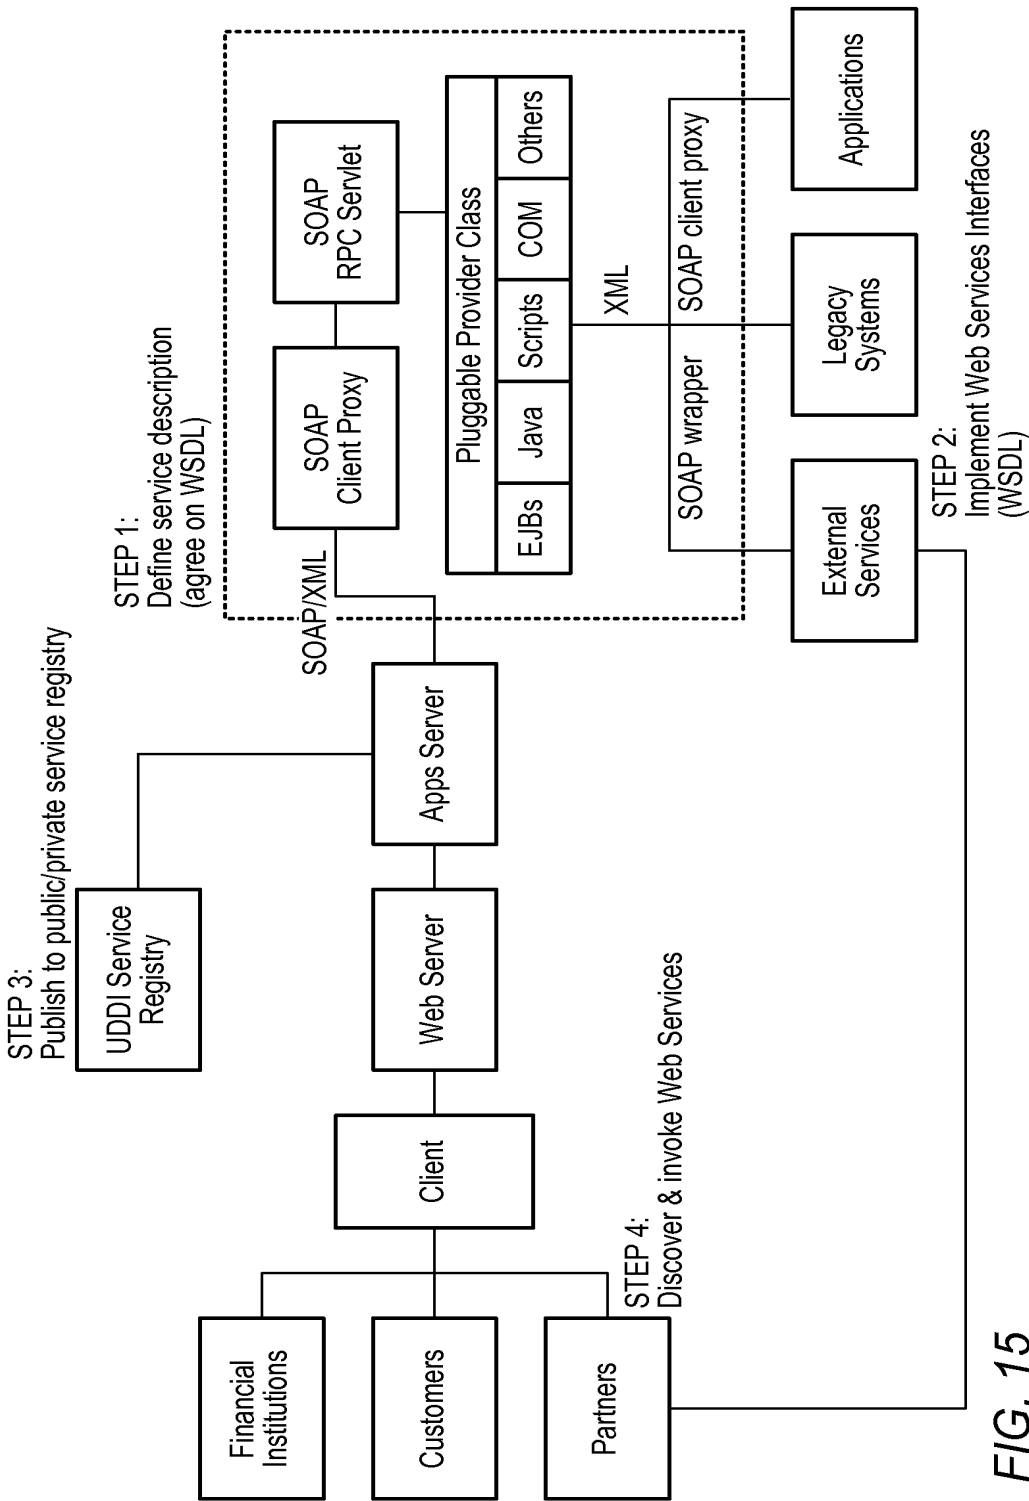 STEP 3:
Publish to public/private service registry
UDDI Service
Registry
STEP 1:
Define service description
(agree on WSDL)
Financial
Institutions
Customers
Partners
Client
Web Server
Apps Server
SOAP/XML
SOAP
Client Proxy
SOAP
RPC Servlet
Pluggable Provider Class
EJBs
Java
Scripts
COM
Others
XML
SOAP wrapper
SOAP client proxy
STEP 4:
Discover & invoke Web Services
External
Services
Legacy
Systems
Applications
STEP 2:
Implement Web Services Interfaces
(WSDL)
FIG. 15